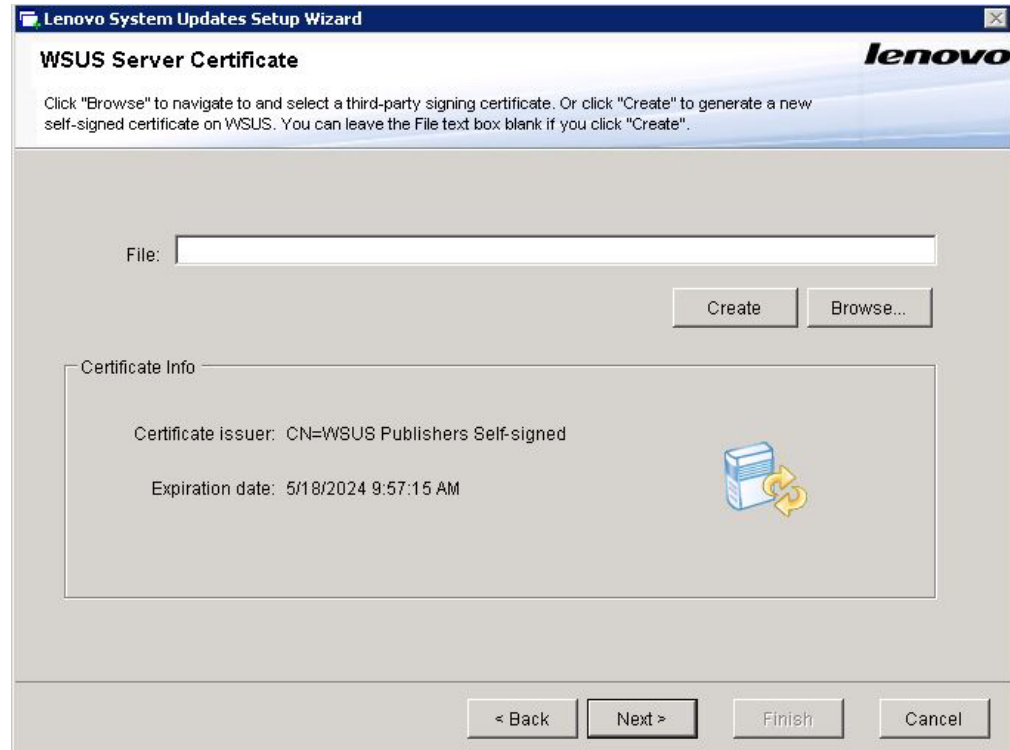 Lenovo System Updates Setup Wizard
WSUS Server Certificate
lenovo
Click "Browse" to navigate to and select a third-party signing certificate. Or click "Create" to generate a new
self-signed certificate on WSUS. You can leave the File text box blank if you click "Create".
File:
Create Browse...
Certificate Info
Certificate issuer: CN=WSUS Publishers Self-signed
Expiration date: 5/18/2024 9:57:15 AM
< Back Next > Finish Cancel